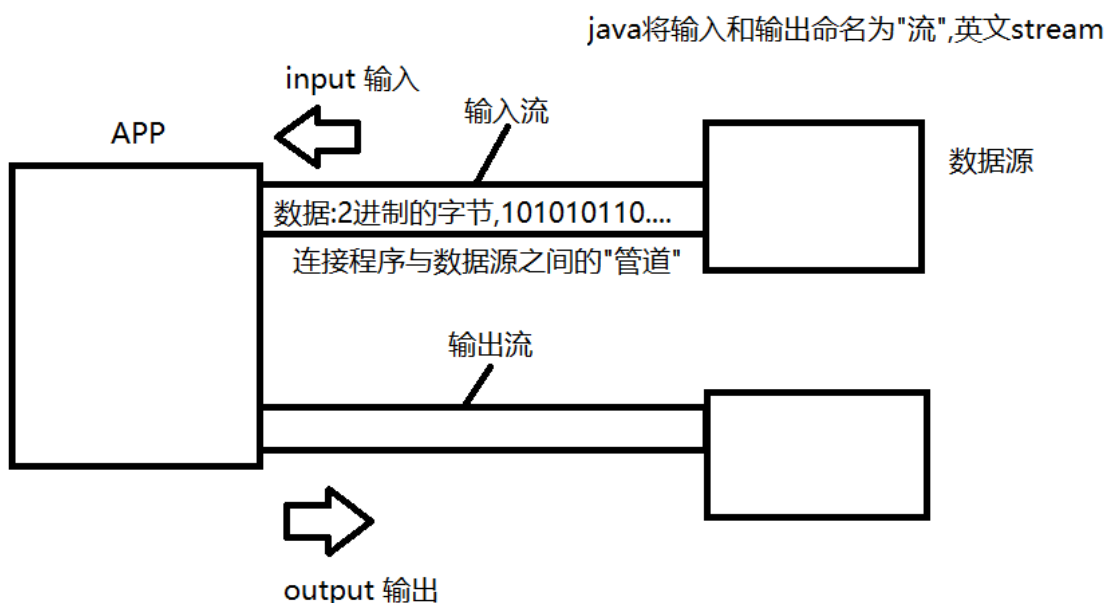 java将输入和输出命名为"流",英文stream
input 输入
输入流
APP
数据源
数据:2进制的字节,101010110....
连接程序与数据源之间的"管道"
输出流
output 输出